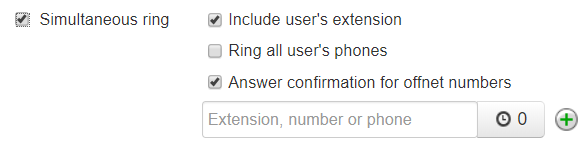 Simultaneous ring
Include user's extension
Ring all user's phones
Answer confirmation for offnet numbers
Extension, number or phone
0